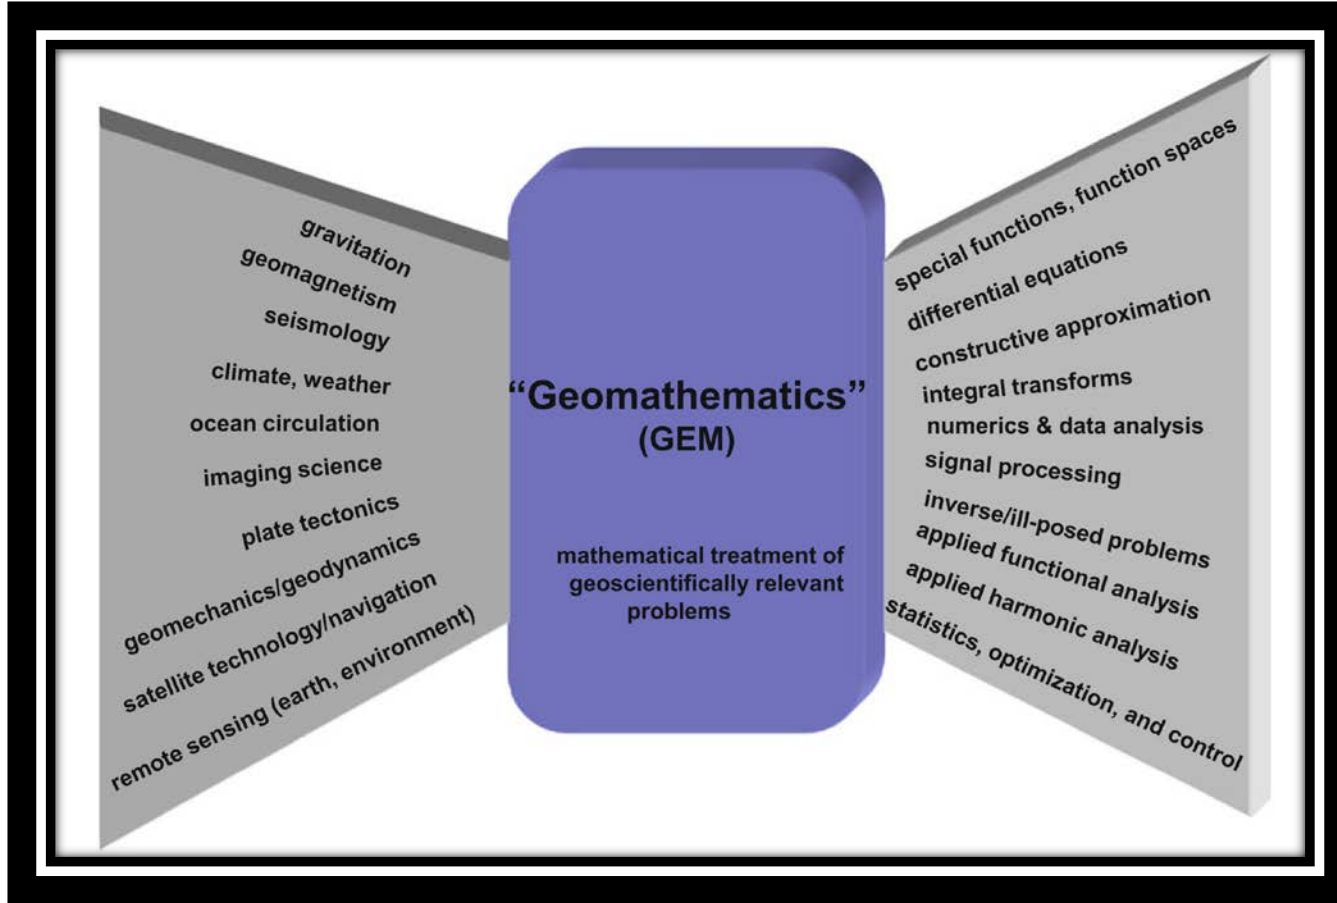 gravitation
geomagnetism
seismology
climate, weather
ocean circulation
imaging science
plate tectonics
geomechanics/geodynamics
satellite technology/navigation
remote sensing (earth, environment)
“Geomathematics”
(GEM)
mathematical treatment of
geoscientifically relevant
problems
special functions, function spaces
differential equations
constructive approximation
integral transforms
numerics & data analysis
signal processing
inverse/ill-posed problems
applied functional analysis
applied harmonic analysis
statistics, optimization, and control